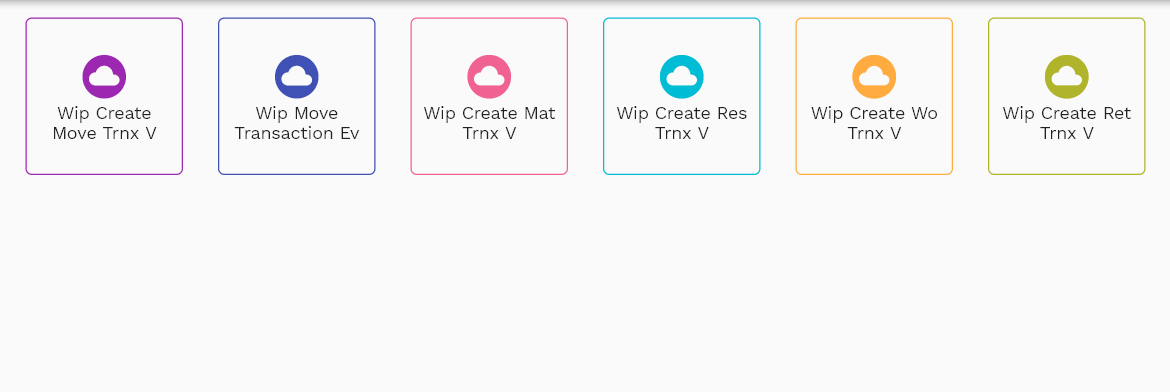 Wip Create
Move Trnx V
Wip Move
Transaction Ev
Wip Create Mat
Trnx V
Wip Create Res
Trnx V
Wip Create Wo
Trnx V
Wip Create Ret
Trnx V